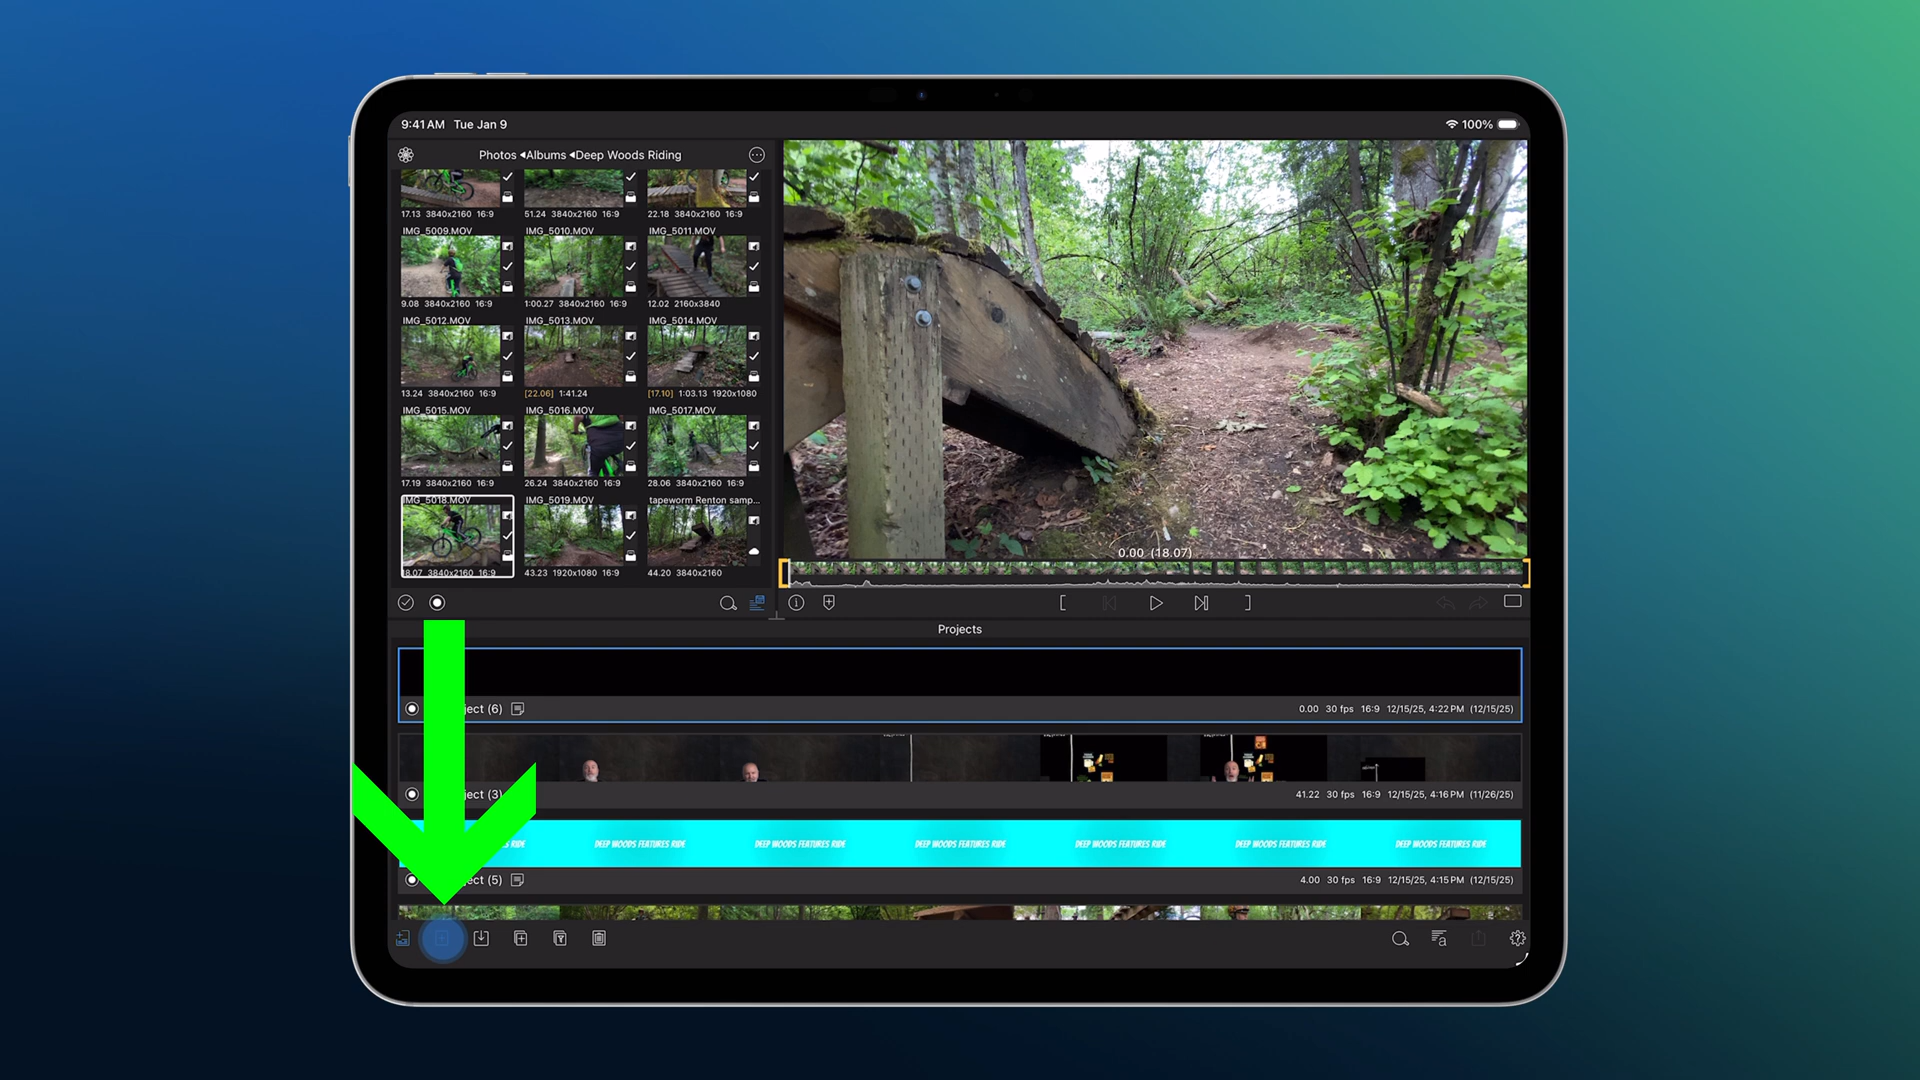 9:41 AM Tue Jan 9
100%
Photos Albums Deep Woods Riding
17.13 3840x2160 16:9
51.24 3840x2160 16:9
22.18 3840x2160 16:9
IMG_5009.MOV
IMG_5010.MOV
IMG_5011.MOV
9.08 3840x2160 16:9
1:00.27 3840x2160 16:9
12.02 2160x3840
IMG_5012.MOV
IMG_5013.MOV
IMG_5014.MOV
13.24 3840x2160 16:9
[22.06] 1:41.24
[17.10] 1:03.13 1920x1080
IMG_5015.MOV
IMG_5016.MOV
IMG_5017.MOV
17.19 3840x2160 16:9
26.24 3840x2160 16:9
28.06 3840x2160 16:9
IMG_5018.MOV
IMG_5019.MOV
tapeworm Renton samp...
18.07 3840x2160 16:9
43.23 1920x1080 16:9
44.20 3840x2160
0.00 (18.07)
Projects
ject (6)
0.00 30 fps 16:9 12/15/25, 4:22 PM (12/15/25)
ject (3)
41.22 30 fps 16:9 12/15/25, 4:16 PM (11/26/25)
S RIDE
DEEP WOODS FEATURES RIDE
DEEP WOODS FEATURES RIDE
DEEP WOODS FEATURES RIDE
DEEP WOODS FEATURES RIDE
DEEP WOODS FEATURES RIDE
DEEP WOODS FEATURES RIDE
ject (5)
4.00 30 fps 16:9 12/15/25, 4:15 PM (12/15/25)